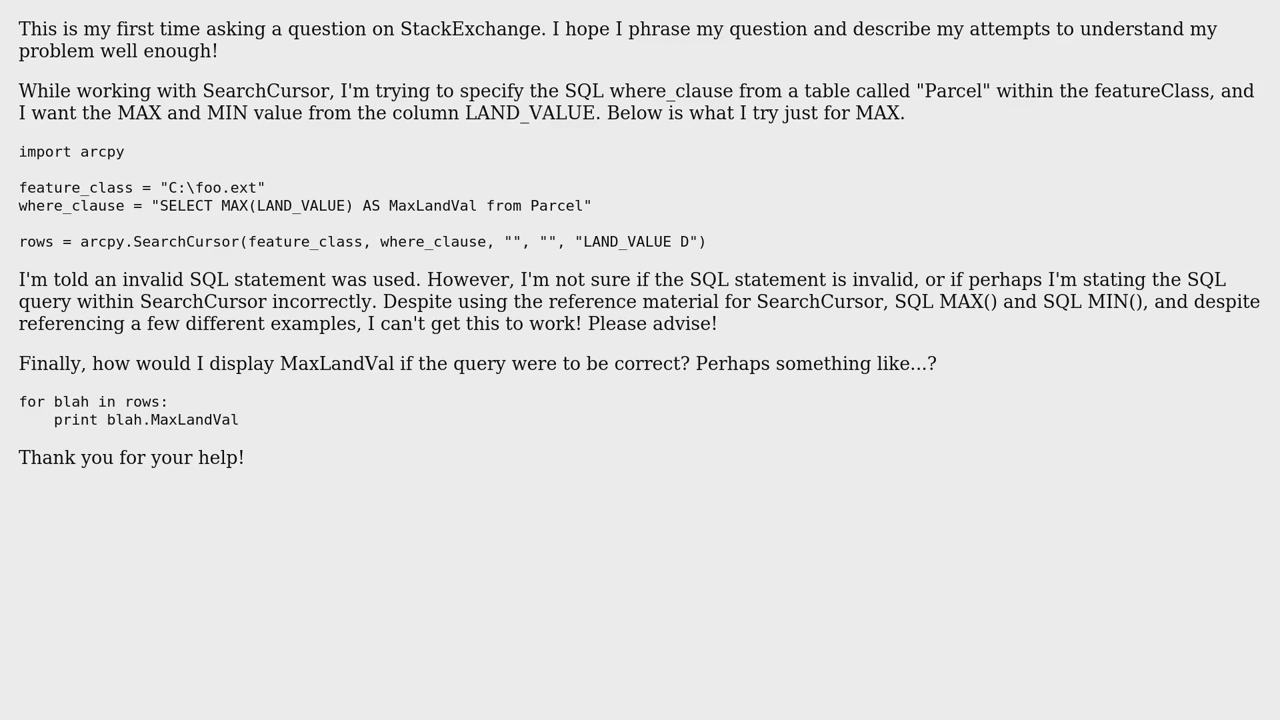 This is my first time asking a question on StackExchange. I hope I phrase my question and describe my attempts to understand my
problem well enough!
While working with SearchCursor, I'm trying to specify the SQL where_clause from a table called "Parcel" within the featureClass, and
I want the MAX and MIN value from the column LAND_VALUE. Below is what I try just for MAX.
import arcpy
feature_class = "C:\foo.ext"
where_clause = "SELECT MAX(LAND_VALUE) AS MaxLandVal from Parcel"
rows = arcpy.SearchCursor(feature_class, where_clause, "", "", "LAND_VALUE D")
I'm told an invalid SQL statement was used. However, I'm not sure if the SQL statement is invalid, or if perhaps I'm stating the SQL
query within SearchCursor incorrectly. Despite using the reference material for SearchCursor, SQL MAX() and SQL MIN(), and despite
referencing a few different examples, I can't get this to work! Please advise!
Finally, how would I display MaxLandVal if the query were to be correct? Perhaps something like...?
for blah in rows:
    print blah.MaxLandVal
Thank you for your help!